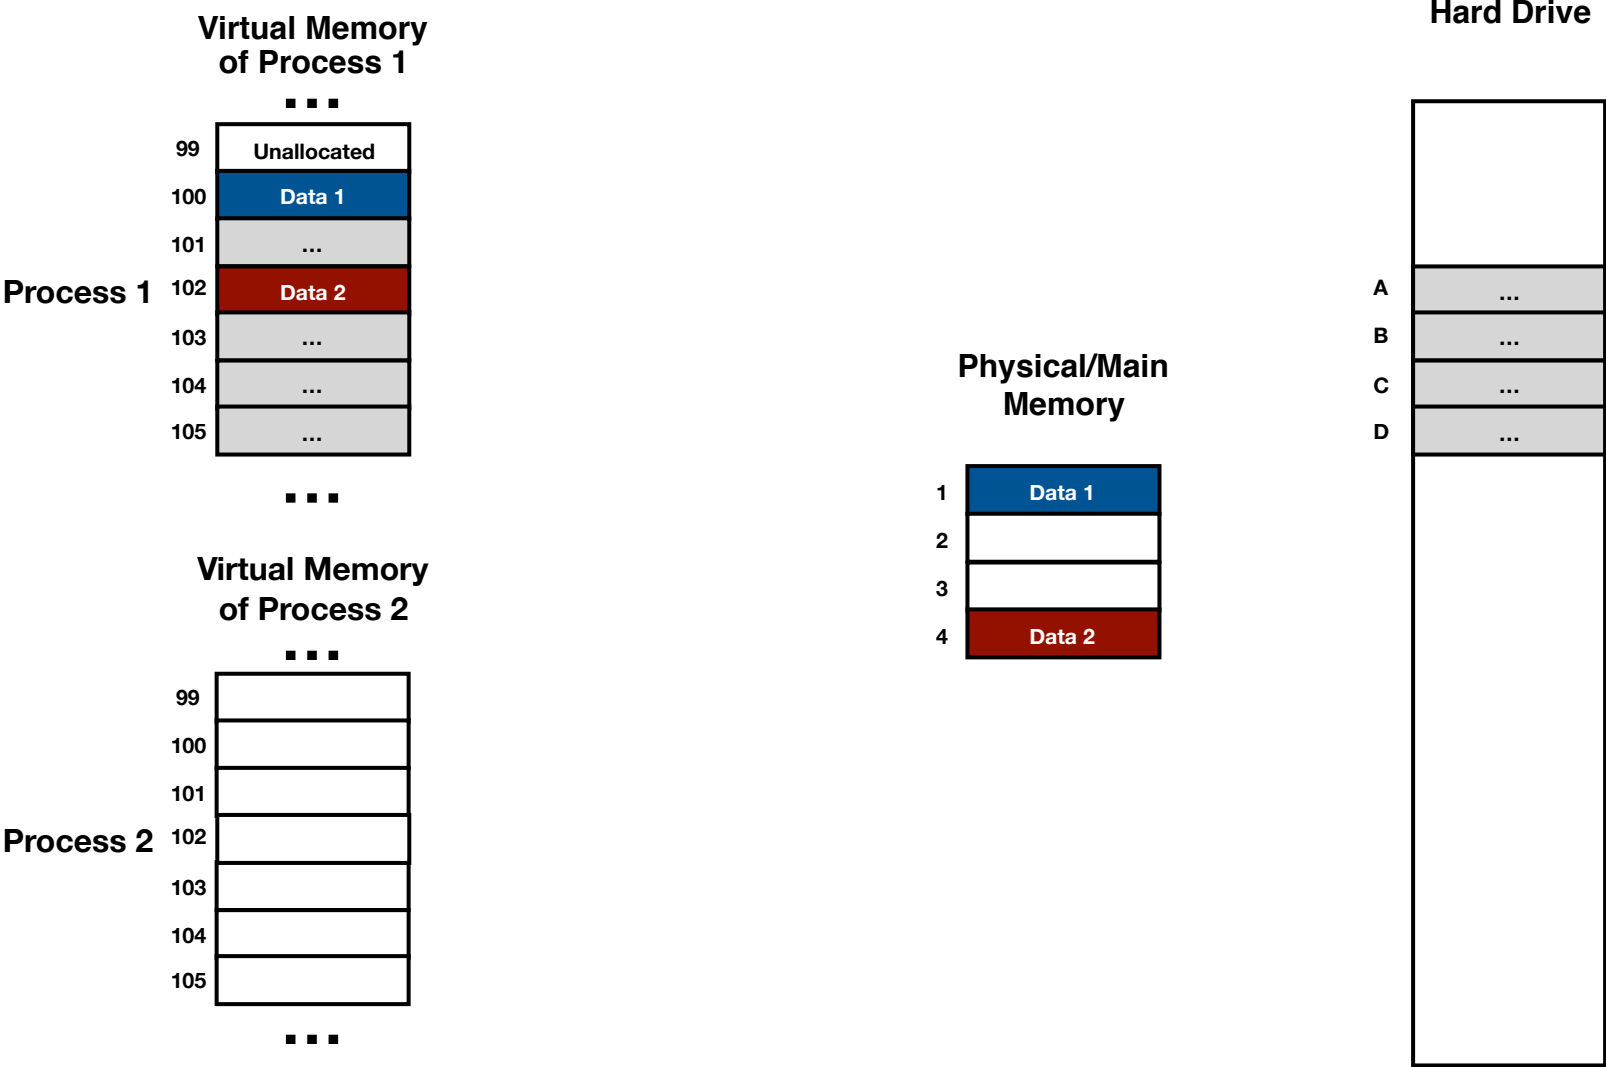 Hard Drive
Virtual Memory
of Process 1
...
99 Unallocated
100 Data 1
101 ...
Process 1 102 Data 2
103 ...
104 ...
105 ...
...
Virtual Memory
of Process 2
...
99
100
101
Process 2 102
103
104
105
...
Physical/Main
Memory
1 Data 1
2
3
4 Data 2
A ...
B ...
C ...
D ...